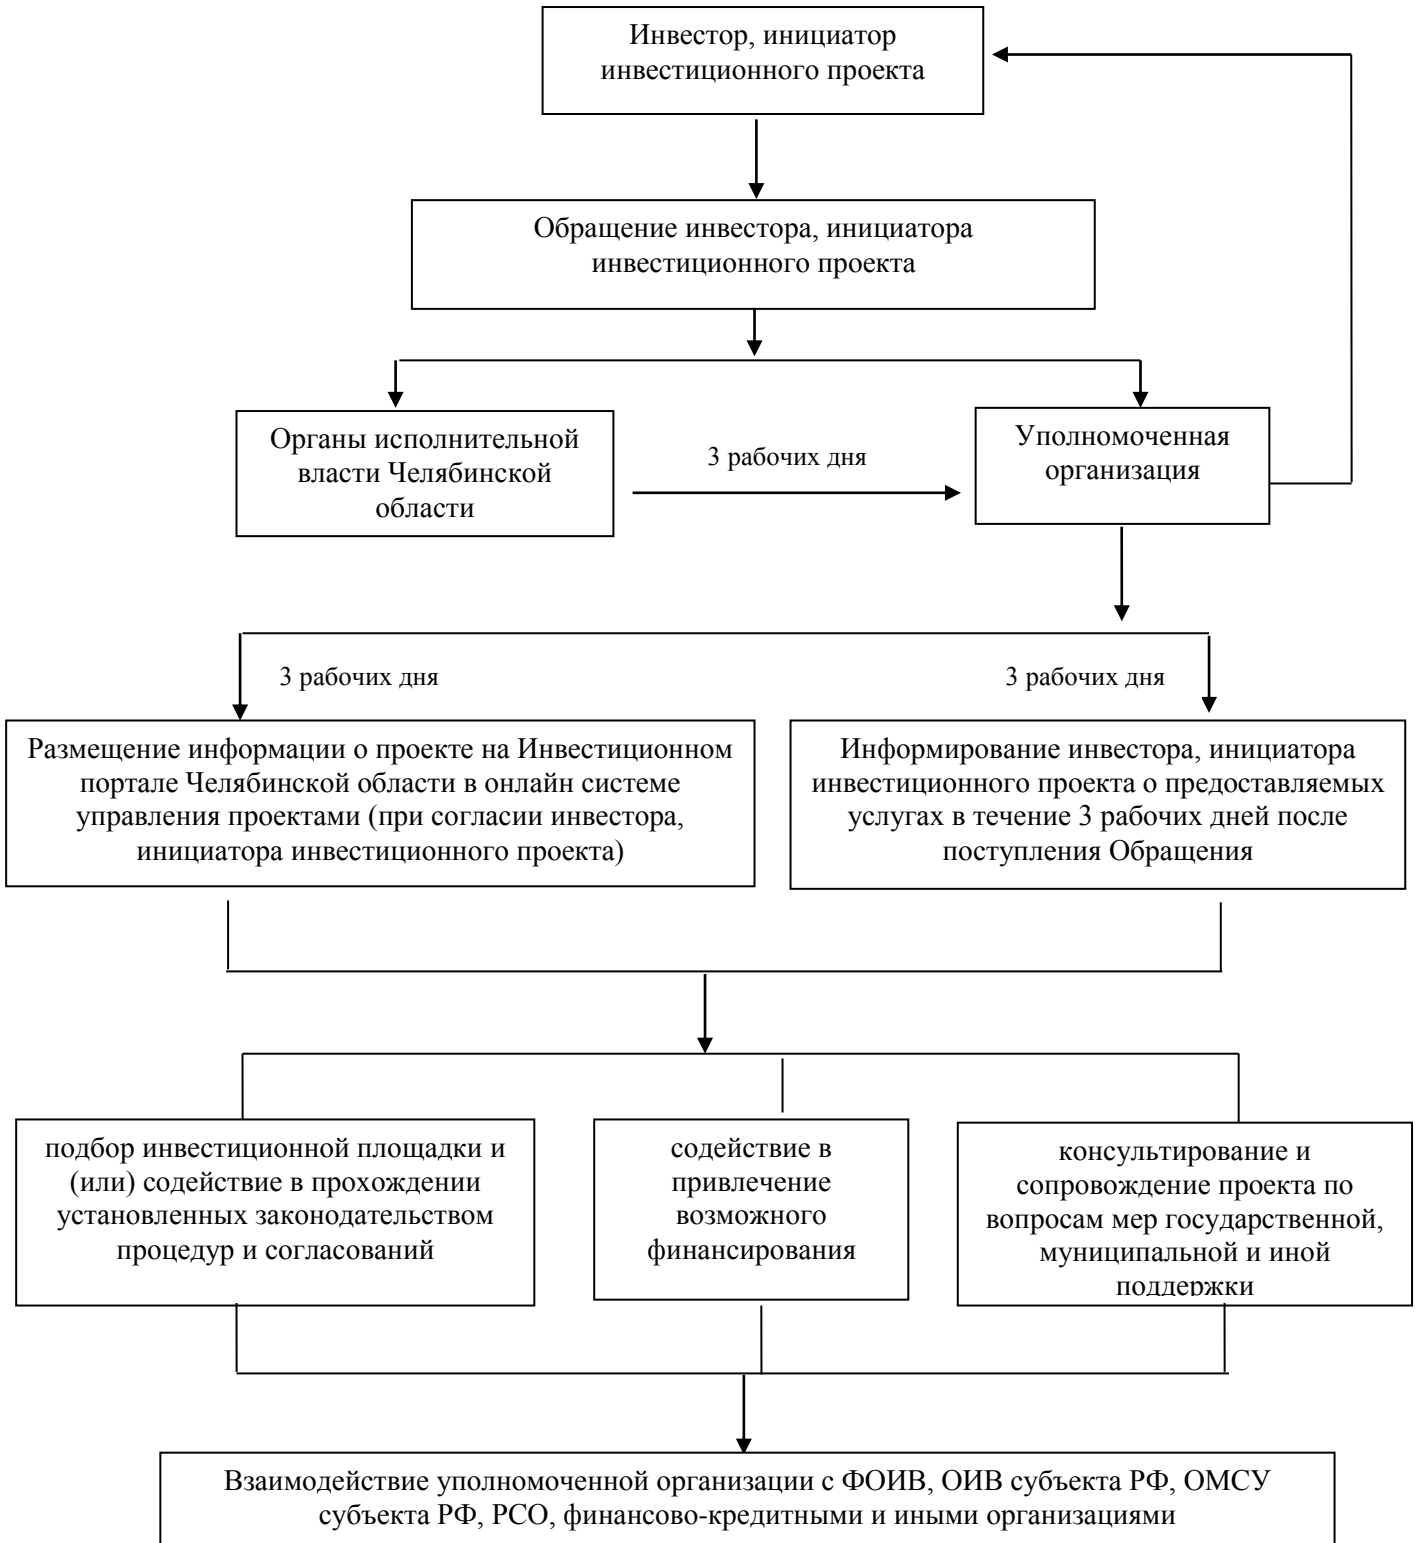 Инвестор, инициатор
инвестиционного проекта
Обращение инвестора, инициатора
инвестиционного проекта
Органы исполнительной
власти Челябинской
области
3 рабочих дня
Уполномоченная
организация
3 рабочих дня
3 рабочих дня
Размещение информации о проекте на Инвестиционном
портале Челябинской области в онлайн системе
управления проектами (при согласии инвестора,
инициатора инвестиционного проекта)
Информирование инвестора, инициатора
инвестиционного проекта о предоставляемых
услугах в течение 3 рабочих дней после
поступления Обращения
подбор инвестиционной площадки и
(или) содействие в прохождении
установленных законодательством
процедур и согласований
содействие в
привлечение
возможного
финансирования
консультирование и
сопровождение проекта по
вопросам мер государственной,
муниципальной и иной
поддержки
Взаимодействие уполномоченной организации с ФОИВ, ОИВ субъекта РФ, ОМСУ
субъекта РФ, РСО, финансово-кредитными и иными организациями